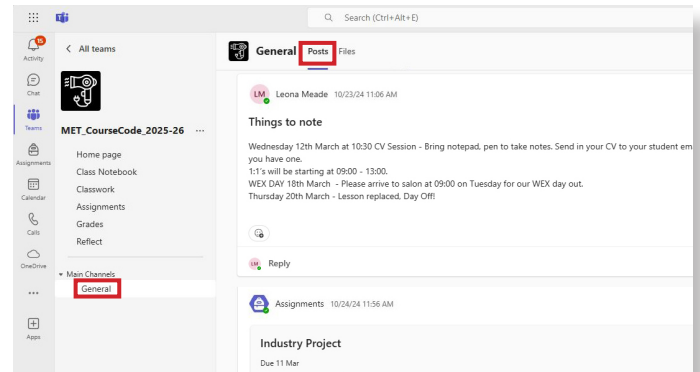 Search (Ctrl+Alt+E)
15
Activity
Chat
Teams
Assignments
Calendar
Calls
OneDrive
Apps
All teams
MET_CourseCode_2025-26
Home page
Class Notebook
Classwork
Assignments
Grades
Reflect
Main Channels
General
General Posts Files
LM Leona Meade 10/23/24 11:06 AM
Things to note
Wednesday 12th March at 10:30 CV Session - Bring notepad, pen to take notes. Send in your CV to your student em
you have one.
1:1's will be starting at 09:00 - 13:00.
WEX DAY 18th March - Please arrive to salon at 09:00 on Tuesday for our WEX day out.
Thursday 20th March - Lesson replaced, Day Off!
LM Reply
Assignments 10/24/24 11:56 AM
Industry Project
Due 11 Mar